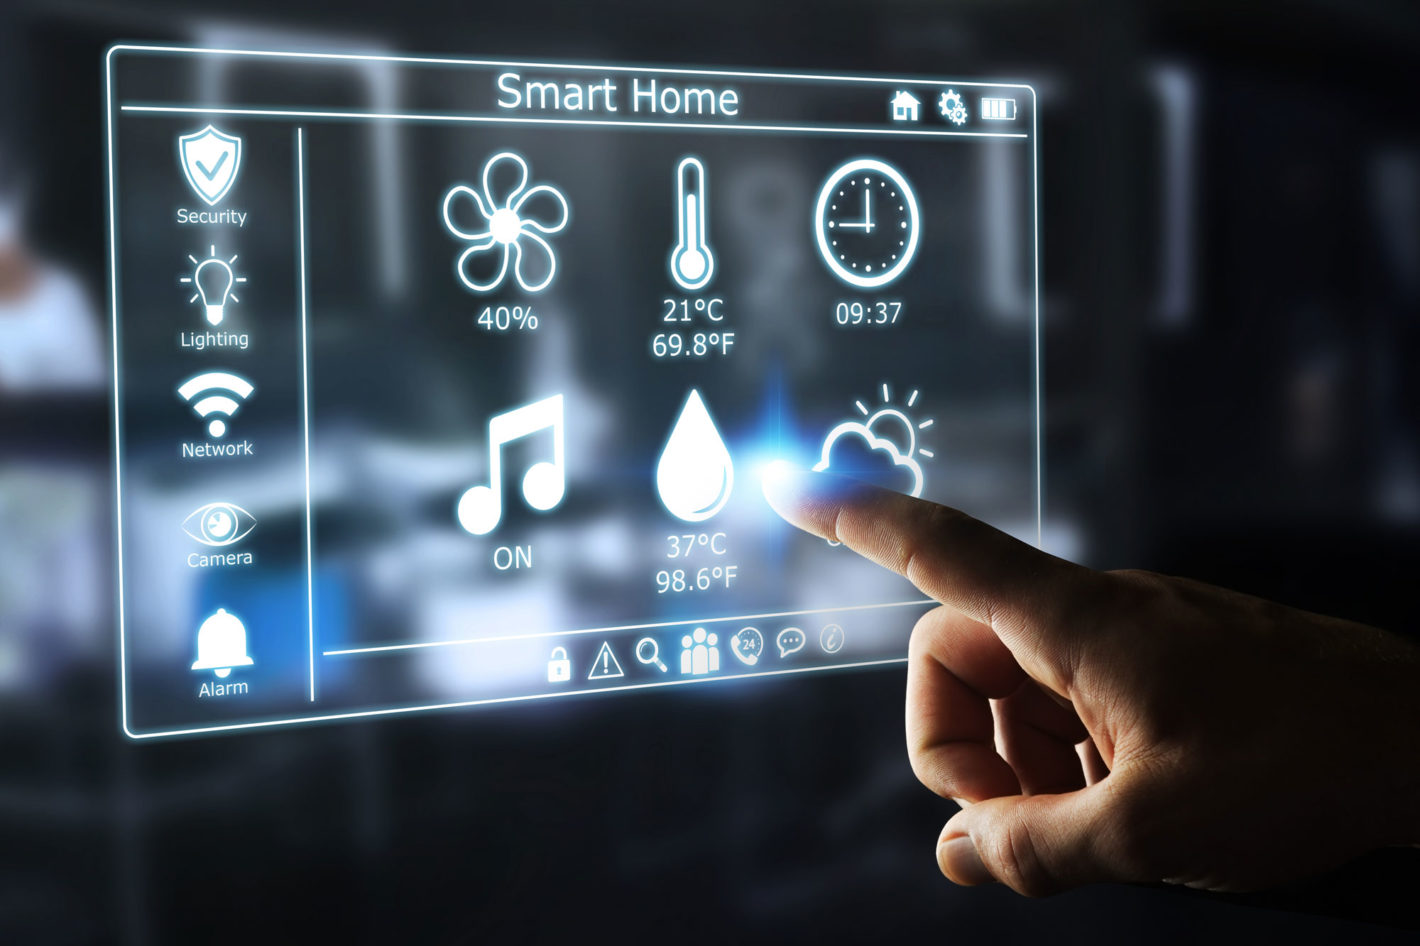 Smart Home
Security
Lighting
Network
Camera
Alarm
40%
21°C
69.8°F
09:37
ON
37°C
98.6°F
24
i